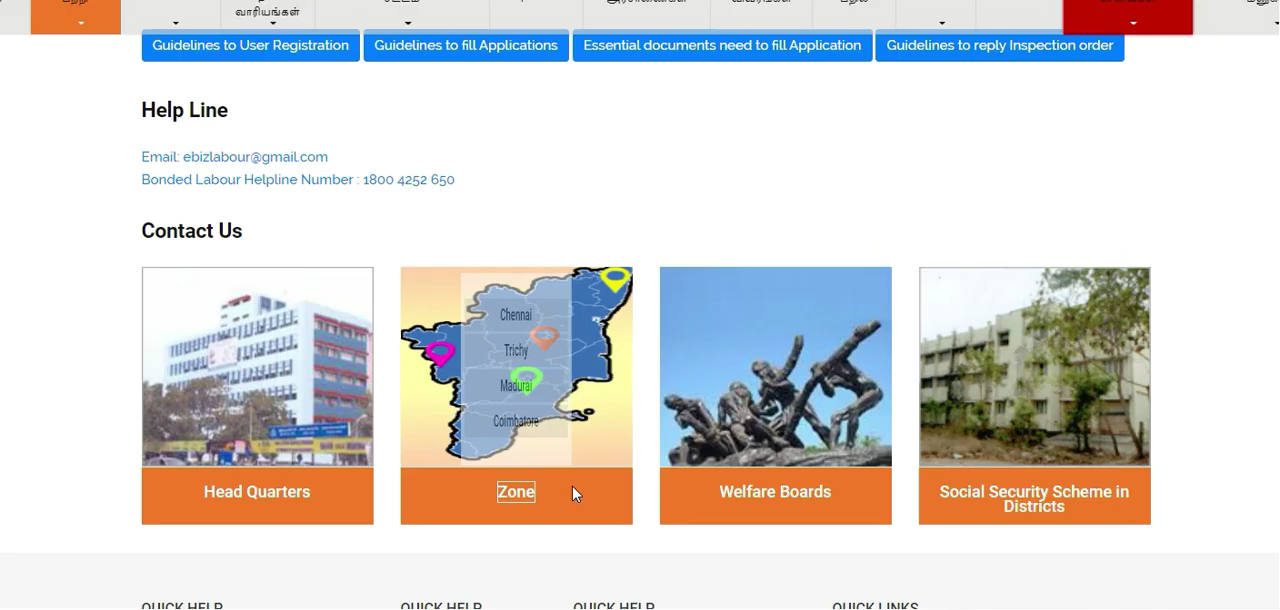 வாரியங்கள்
Guidelines to User Registration
Guidelines to fill Applications
Essential documents need to fill Application
Guidelines to reply Inspection order
Help Line
Email: ebizlabour@gmail.com
Bonded Labour Helpline Number : 1800 4252 650
Contact Us
Chennai
Trichy
Madurai
Coimbatore
Head Quarters
Zone
Welfare Boards
Social Security Scheme in
Districts
QUICK HELP
QUICK HELP
QUICK HELP
QUICK LINKS